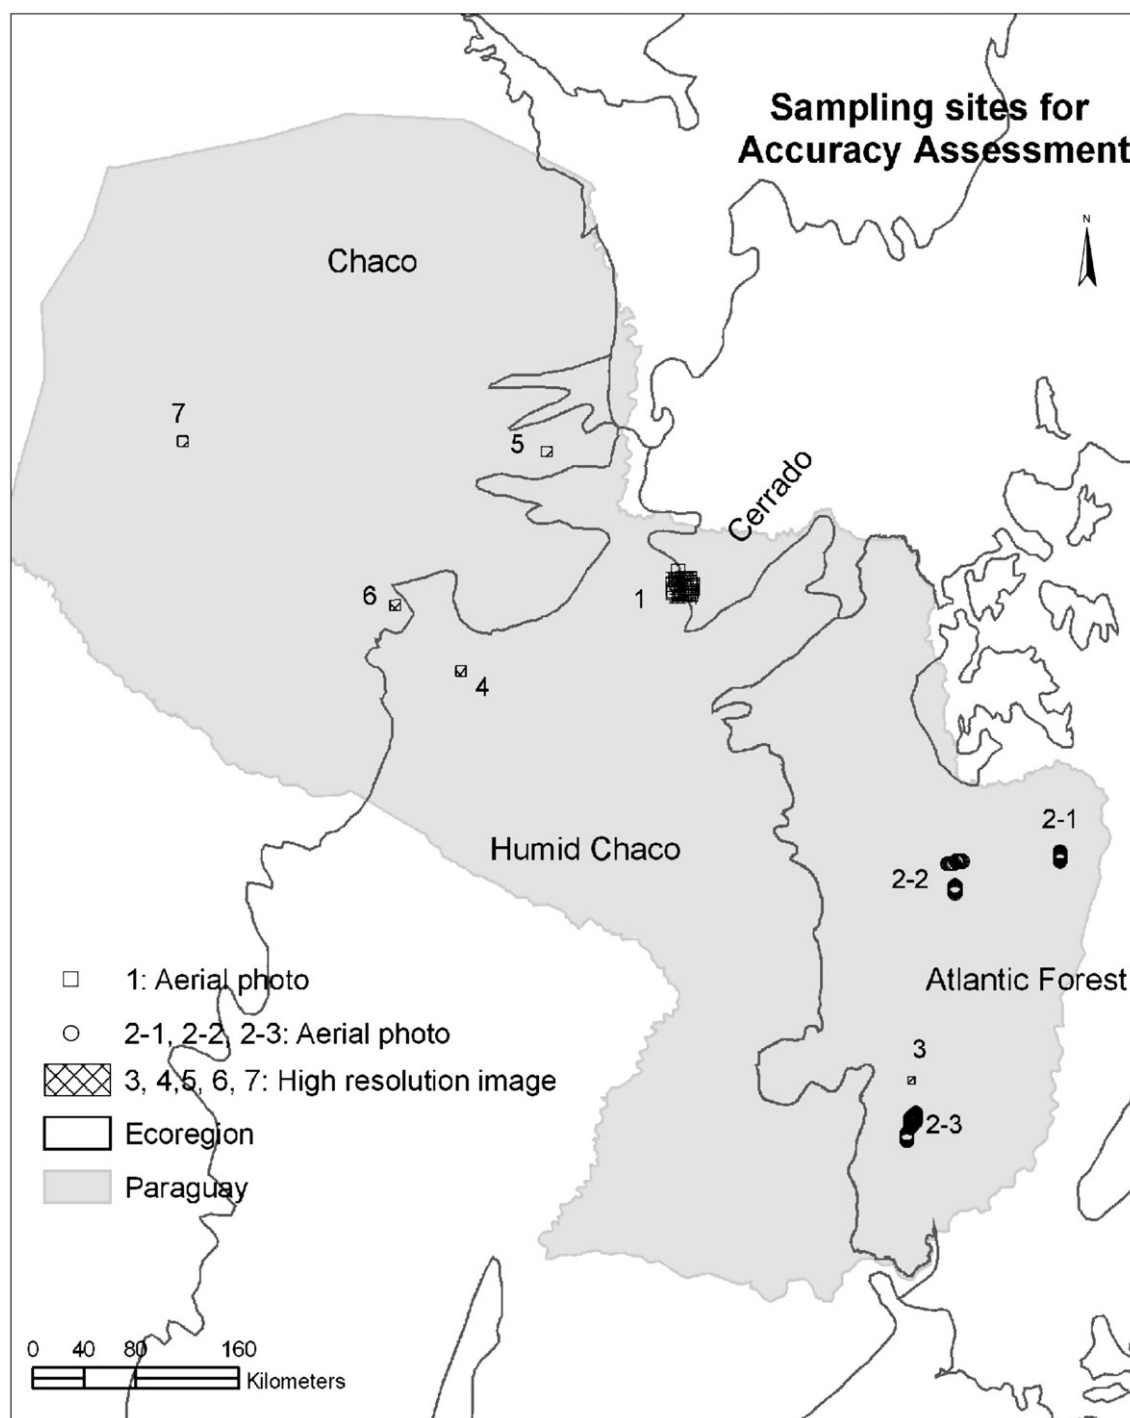 Sampling sites for
Accuracy Assessment
N
Chaco
7
5
Cerrado
6
1
4
2-1
Humid Chaco
2-2
Atlantic Forest
1: Aerial photo
2-1, 2-2, 2-3: Aerial photo
3
3, 4,5, 6, 7: High resolution image
2-3
Ecoregion
Paraguay
0 40 80 160
Kilometers